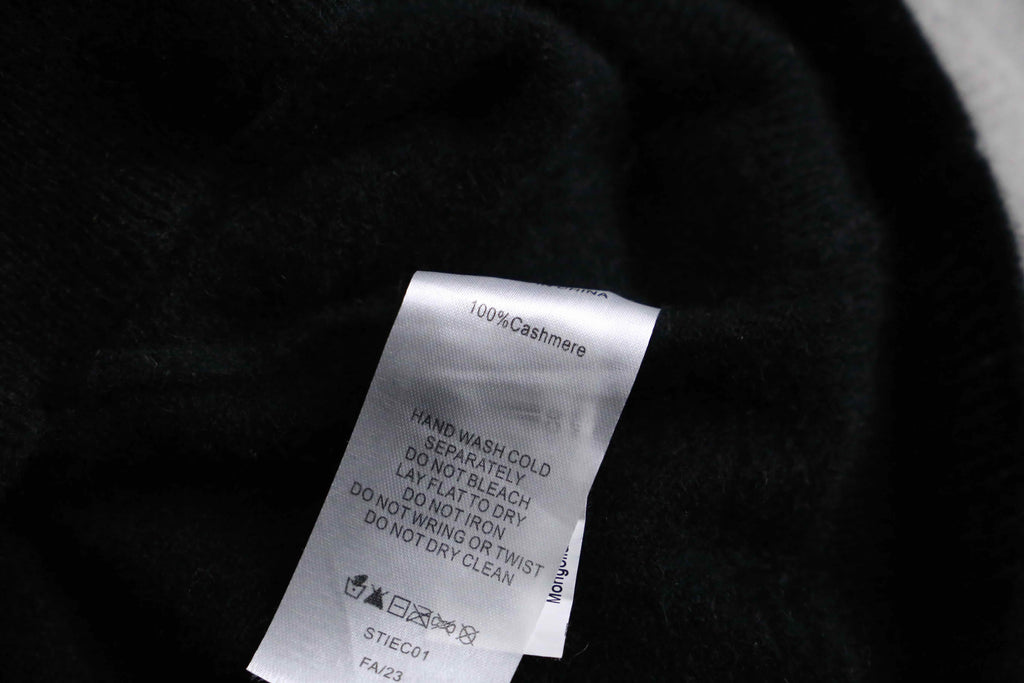 CHINA
100%Cashmere
HAND WASH COLD
SEPARATELY
DO NOT BLEACH
LAY FLAT TO DRY
DO NOT IRON
DO NOT WRING OR TWIST
DO NOT DRY CLEAN
STIEC01
FA/23